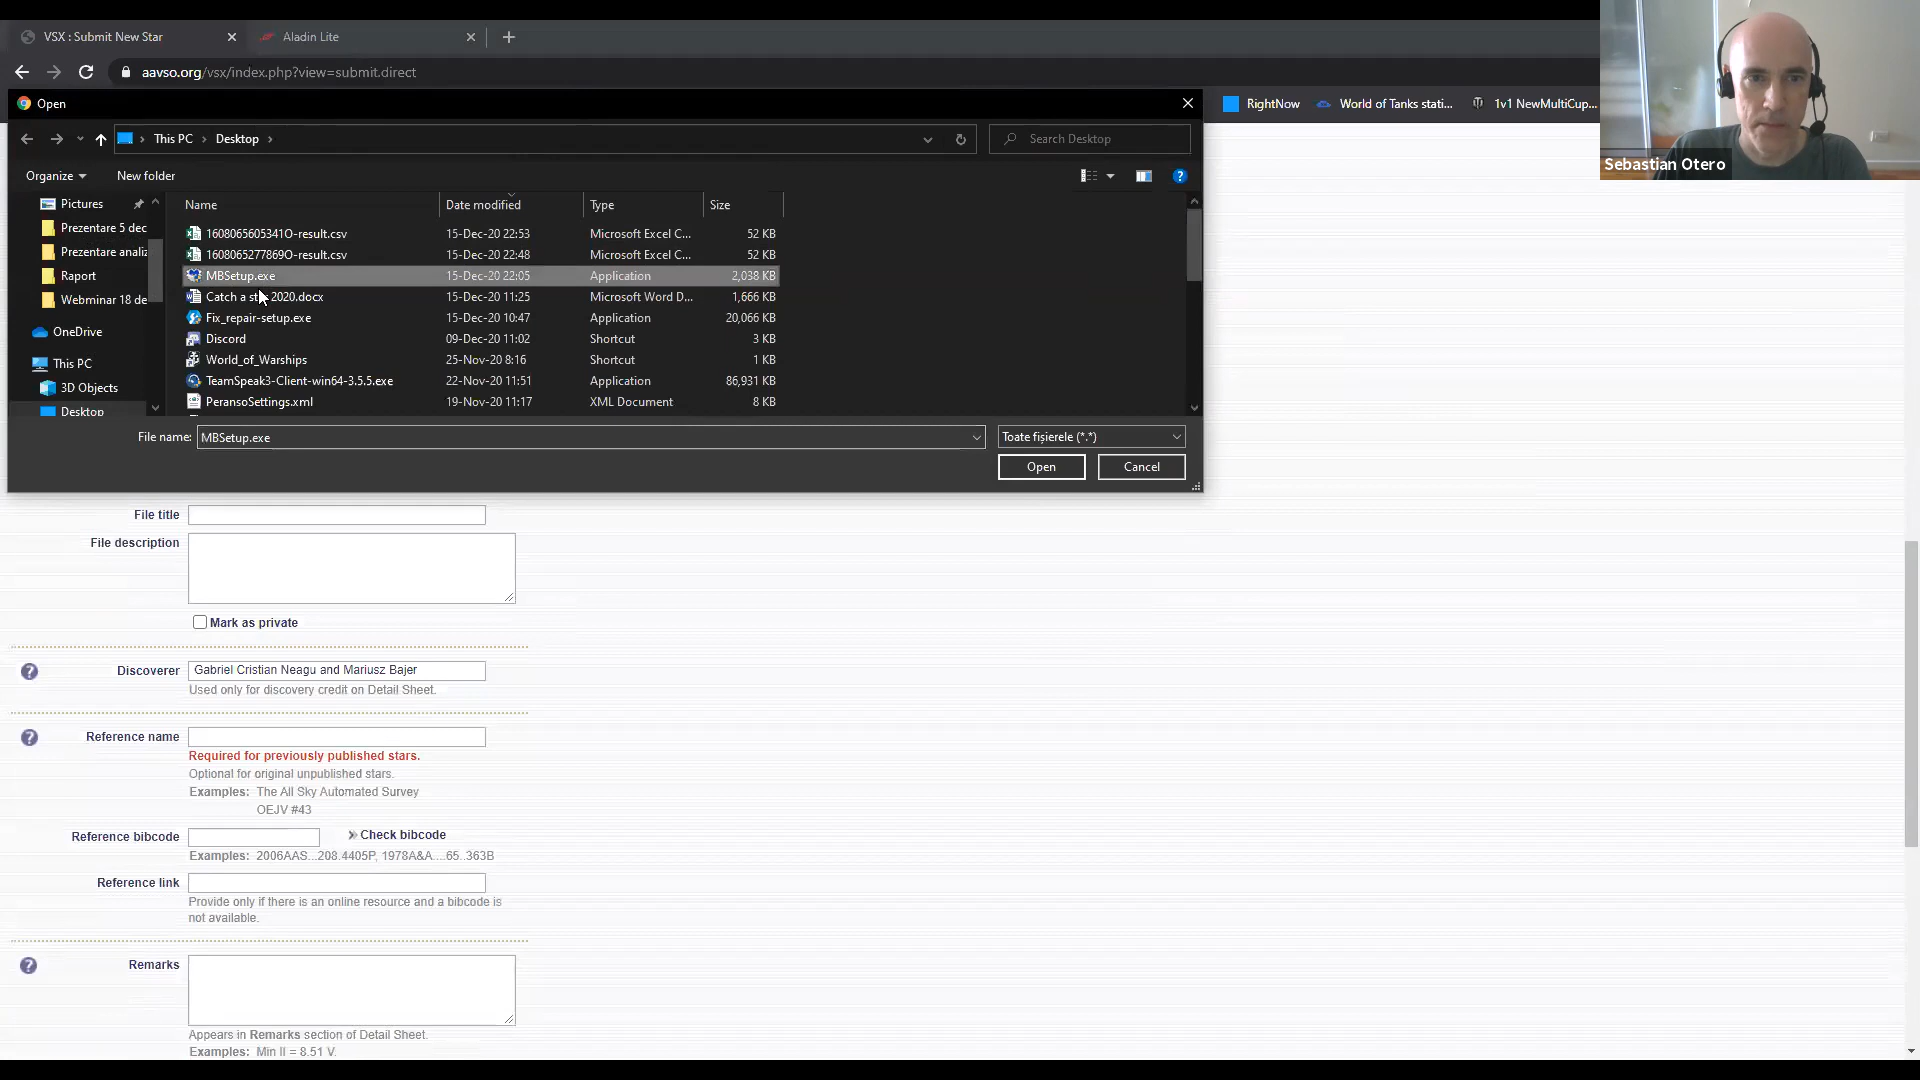 VSX : Submit New Star
Aladin Lite
aavso.org/vsx/index.php?view=submit.direct
RightNow
World of Tanks stati...
1v1 NewMultiCup...
Sebastian Otero
Open
This PC
Desktop
Search Desktop
Organize
New folder
Name
Date modified
Type
Size
Pictures
Prezentare 5 dec
Prezentare analiz
Raport
Webminar 18 de
OneDrive
This PC
3D Objects
Desktop
1608065605341O-result.csv 15-Dec-20 22:53 Microsoft Excel C... 52 KB
1608065277869O-result.csv 15-Dec-20 22:48 Microsoft Excel C... 52 KB
MBSetup.exe 15-Dec-20 22:05 Application 2,038 KB
Catch a st 2020.docx 15-Dec-20 11:25 Microsoft Word D... 1,666 KB
Fix_repair-setup.exe 15-Dec-20 10:47 Application 20,066 KB
Discord 09-Dec-20 11:02 Shortcut 3 KB
World_of_Warships 25-Nov-20 8:16 Shortcut 1 KB
TeamSpeak3-Client-win64-3.5.5.exe 22-Nov-20 11:51 Application 86,931 KB
PeransoSettings.xml 19-Nov-20 11:17 XML Document 8 KB
File name: MBSetup.exe
Toate fișierele (*.*)
Open
Cancel
File title
File description
Mark as private
Discoverer Gabriel Cristian Neagu and Mariusz Bajer
Used only for discovery credit on Detail Sheet.
Reference name
Required for previously published stars.
Optional for original unpublished stars.
Examples: The All Sky Automated Survey
OEJV #43
Reference bibcode
Check bibcode
Examples: 2006AAS...208.4405P, 1978A&A....65..363B
Reference link
Provide only if there is an online resource and a bibcode is
not available.
Remarks
Appears in Remarks section of Detail Sheet.
Examples: Min II = 8.51 V.